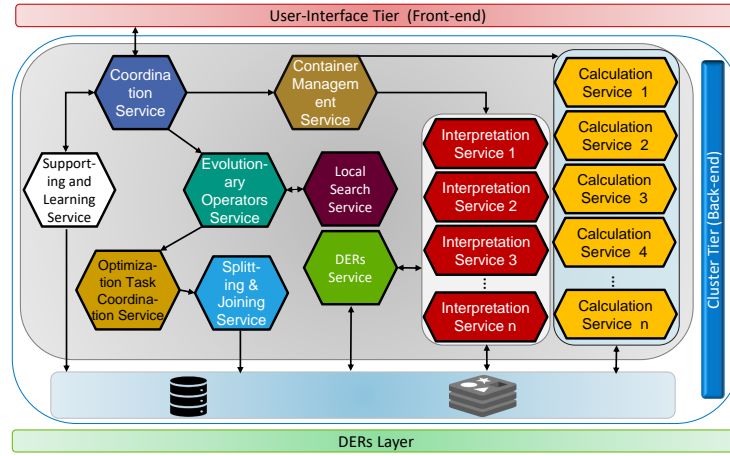 User-Interface Tier (Front-end)
Coordina
tion
Service
Container
Managem
ent
Service
Calculation
Service 1
Calculation
Service 2
Calculation
Service 3
Calculation
Service 4
...
Calculation
Service n
Interpretation
Service 1
Interpretation
Service 2
Interpretation
Service 3
...
Interpretation
Service n
Support-
ing and
Learning
Service
Evolution-
ary
Operators
Service
Local
Search
Service
DERs
Service
Optimiza-
tion Task
Coordina-
tion Service
Splitt-
ing &
Joining
Service
Cluster Tier (Back-end)
DERs Layer